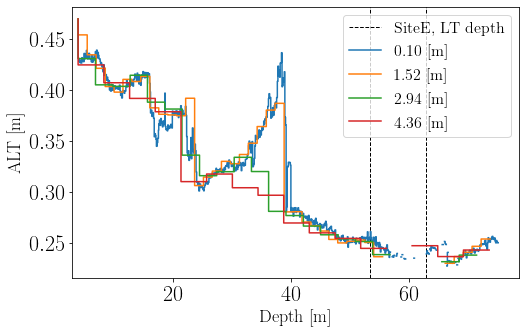 SiteE, LT depth
0.10 [m]
1.52 [m]
2.94 [m]
4.36 [m]
ALT [m]
0.45
0.40
0.35
0.30
0.25
20 40 60
Depth [m]